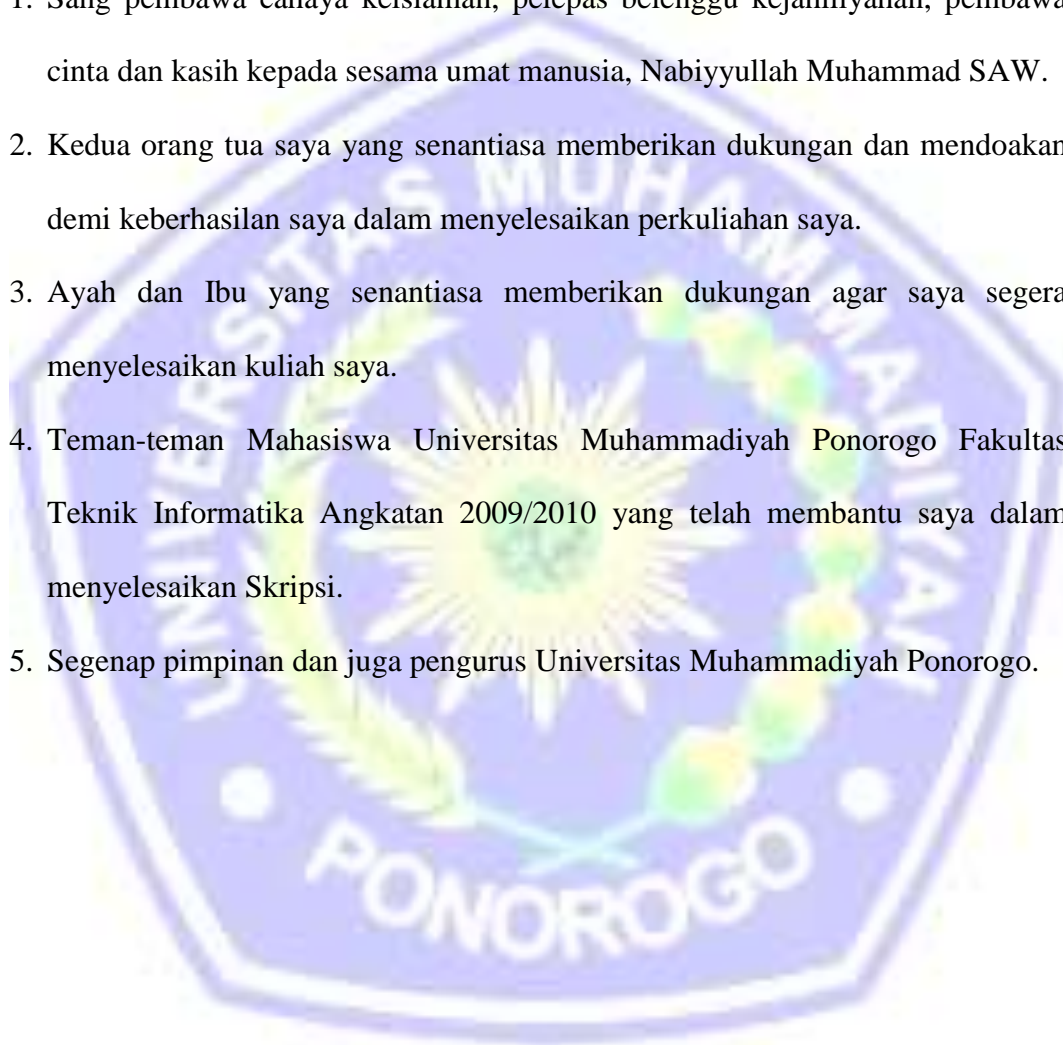 1. Sang pembawa cahaya keislaman, pelepas belenggu kejahiliyahan, pembawa
cinta dan kasih kepada sesama umat manusia, Nabiyyullah Muhammad SAW.
2. Kedua orang tua saya yang senantiasa memberikan dukungan dan mendoakan
demi keberhasilan saya dalam menyelesaikan perkuliahan saya.
3. Ayah dan Ibu yang senantiasa memberikan dukungan agar saya segera
menyelesaikan kuliah saya.
4. Teman-teman Mahasiswa Universitas Muhammadiyah Ponorogo Fakultas
Teknik Informatika Angkatan 2009/2010 yang telah membantu saya dalam
menyelesaikan Skripsi.
5. Segenap pimpinan dan juga pengurus Universitas Muhammadiyah Ponorogo.
UNIVERSITAS MUHAMMADIYAH
PONOROGO